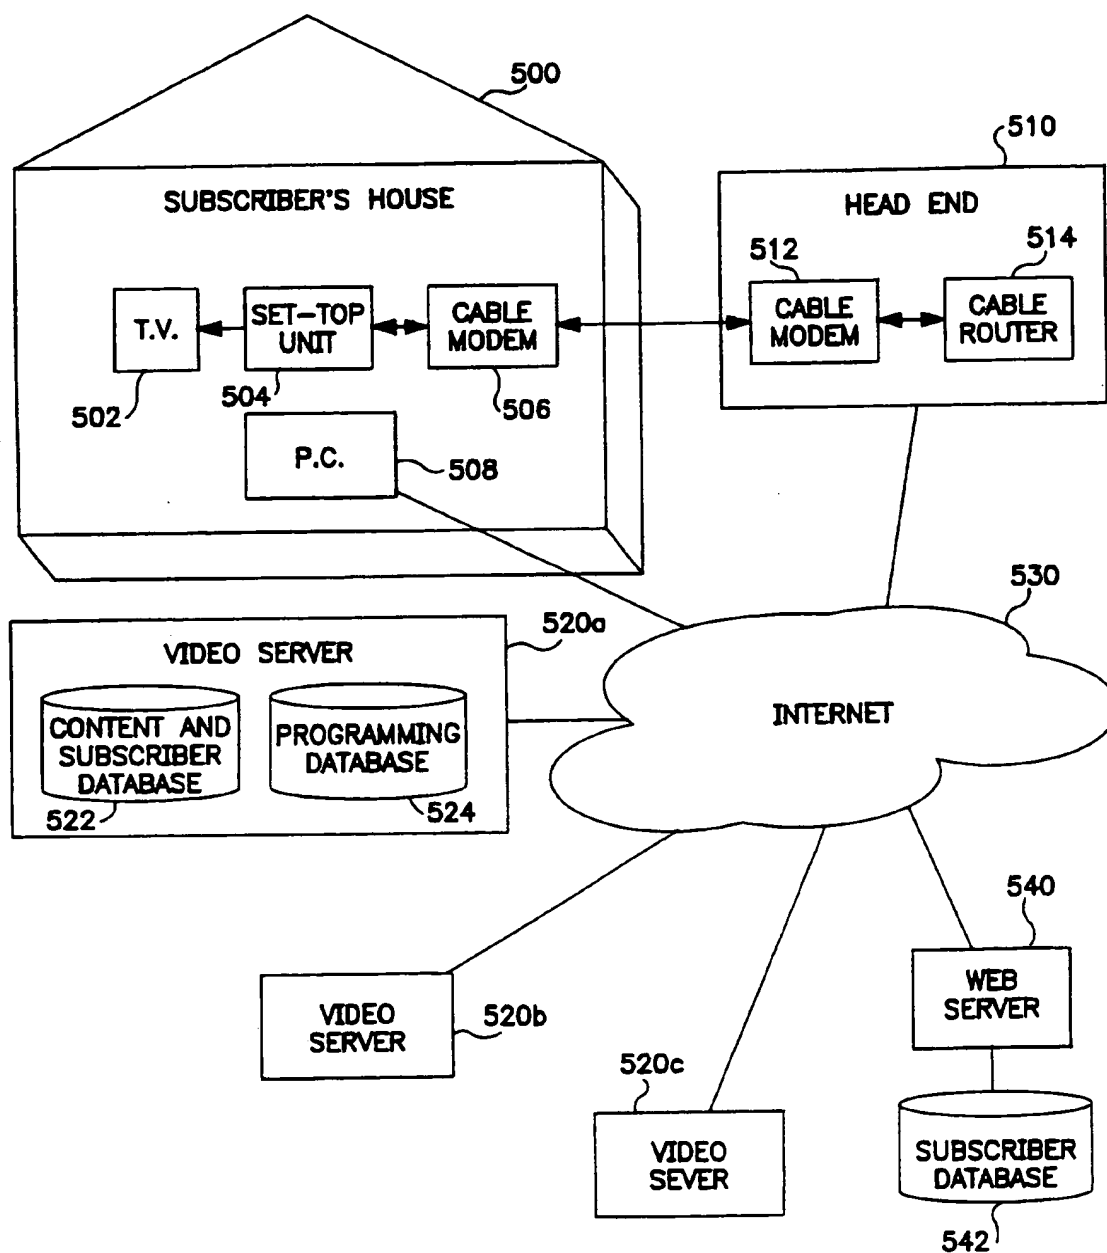 500
510
SUBSCRIBER'S HOUSE
HEAD END
512
514
T.V.
SET-TOP
UNIT
CABLE
MODEM
CABLE
MODEM
CABLE
ROUTER
502
504
506
P.C.
508
530
520a
VIDEO SERVER
CONTENT AND
SUBSCRIBER
DATABASE
PROGRAMMING
DATABASE
INTERNET
522
524
540
WEB
SERVER
VIDEO
SERVER
520b
520c
VIDEO
SEVER
SUBSCRIBER
DATABASE
542